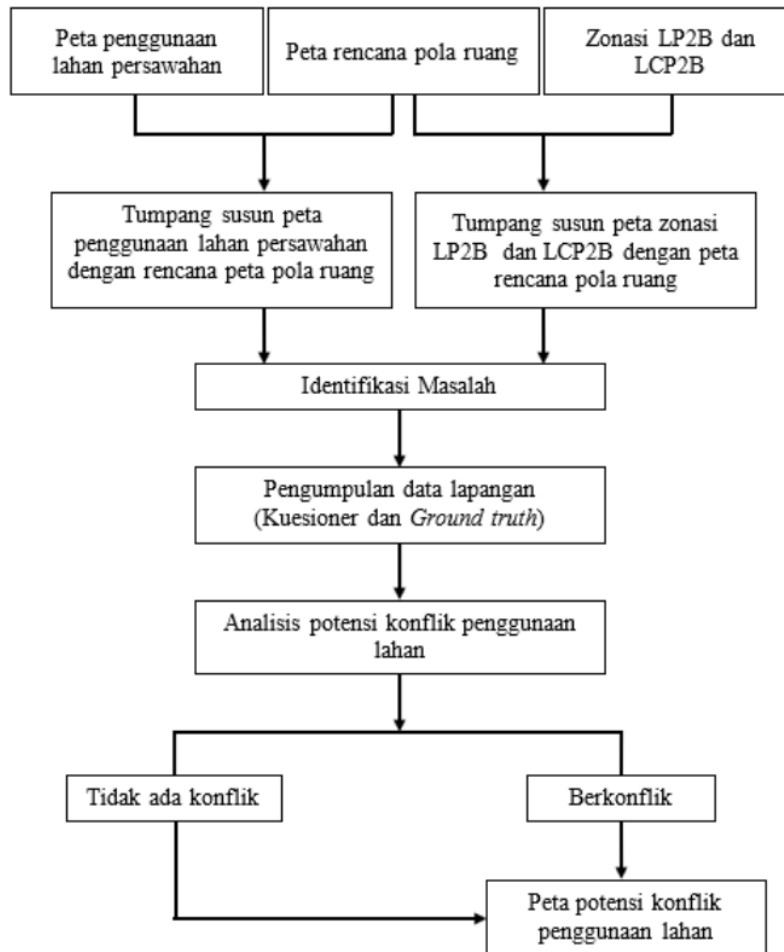 Peta penggunaan
lahan persawahan
Peta rencana pola ruang
Zonasi LP2B dan
LCP2B
Tumpang susun peta
penggunaan lahan persawahan
dengan rencana peta pola ruang
Tumpang susun peta zonasi
LP2B dan LCP2B dengan peta
rencana pola ruang
Identifikasi Masalah
Pengumpulan data lapangan
(Kuesioner dan Ground truth)
Analisis potensi konflik penggunaan
lahan
Tidak ada konflik
Berkonflik
Peta potensi konflik
penggunaan lahan